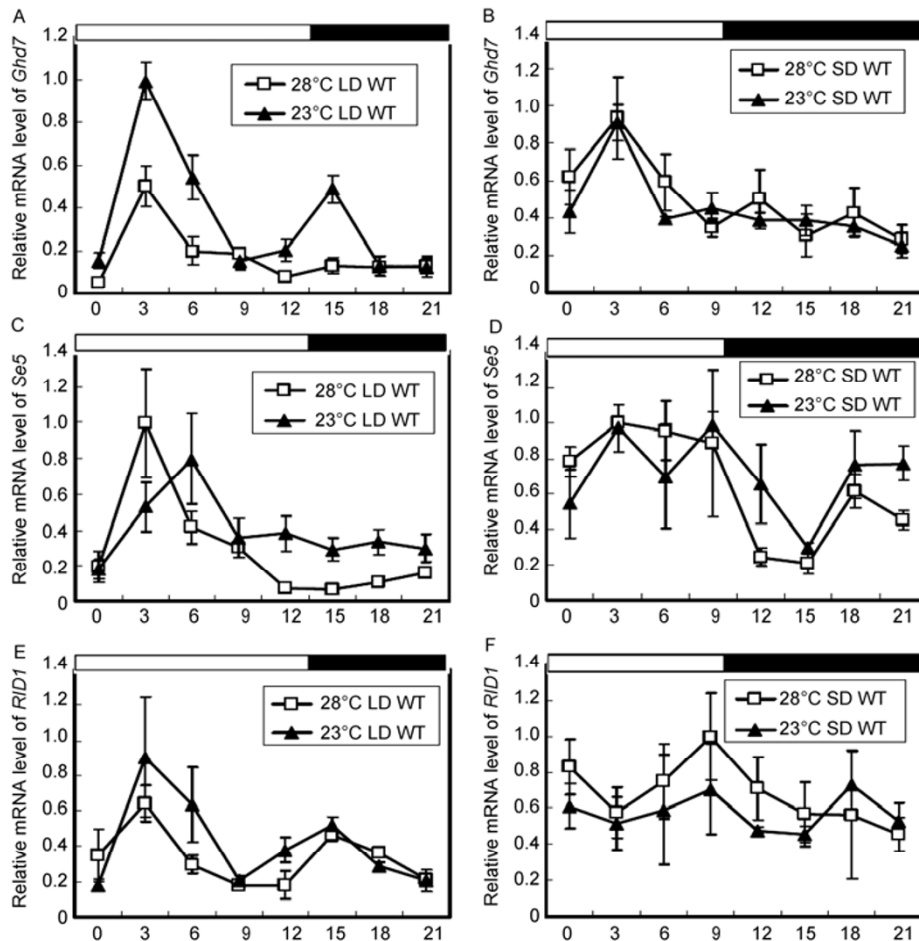 A
Relative mRNA level of Ghd7
1.2
1.0
0.8
0.6
0.4
0.2
0
28°C LD WT
23°C LD WT
0 3 6 9 12 15 18 21
B
Relative mRNA level of Ghd7
1.4
1.2
1.0
0.8
0.6
0.4
0.2
0
28°C SD WT
23°C SD WT
0 3 6 9 12 15 18 21
C
Relative mRNA level of Se5
1.4
1.2
1.0
0.8
0.6
0.4
0.2
0
28°C LD WT
23°C LD WT
0 3 6 9 12 15 18 21
D
Relative mRNA level of Se5
1.4
1.2
1.0
0.8
0.6
0.4
0.2
0
28°C SD WT
23°C SD WT
0 3 6 9 12 15 18 21
E
Relative mRNA level of RID1
1.4
1.2
1.0
0.8
0.6
0.4
0.2
0
28°C LD WT
23°C LD WT
0 3 6 9 12 15 18 21
F
Relative mRNA level of RID1
1.4
1.2
1.0
0.8
0.6
0.4
0.2
0
28°C SD WT
23°C SD WT
0 3 6 9 12 15 18 21